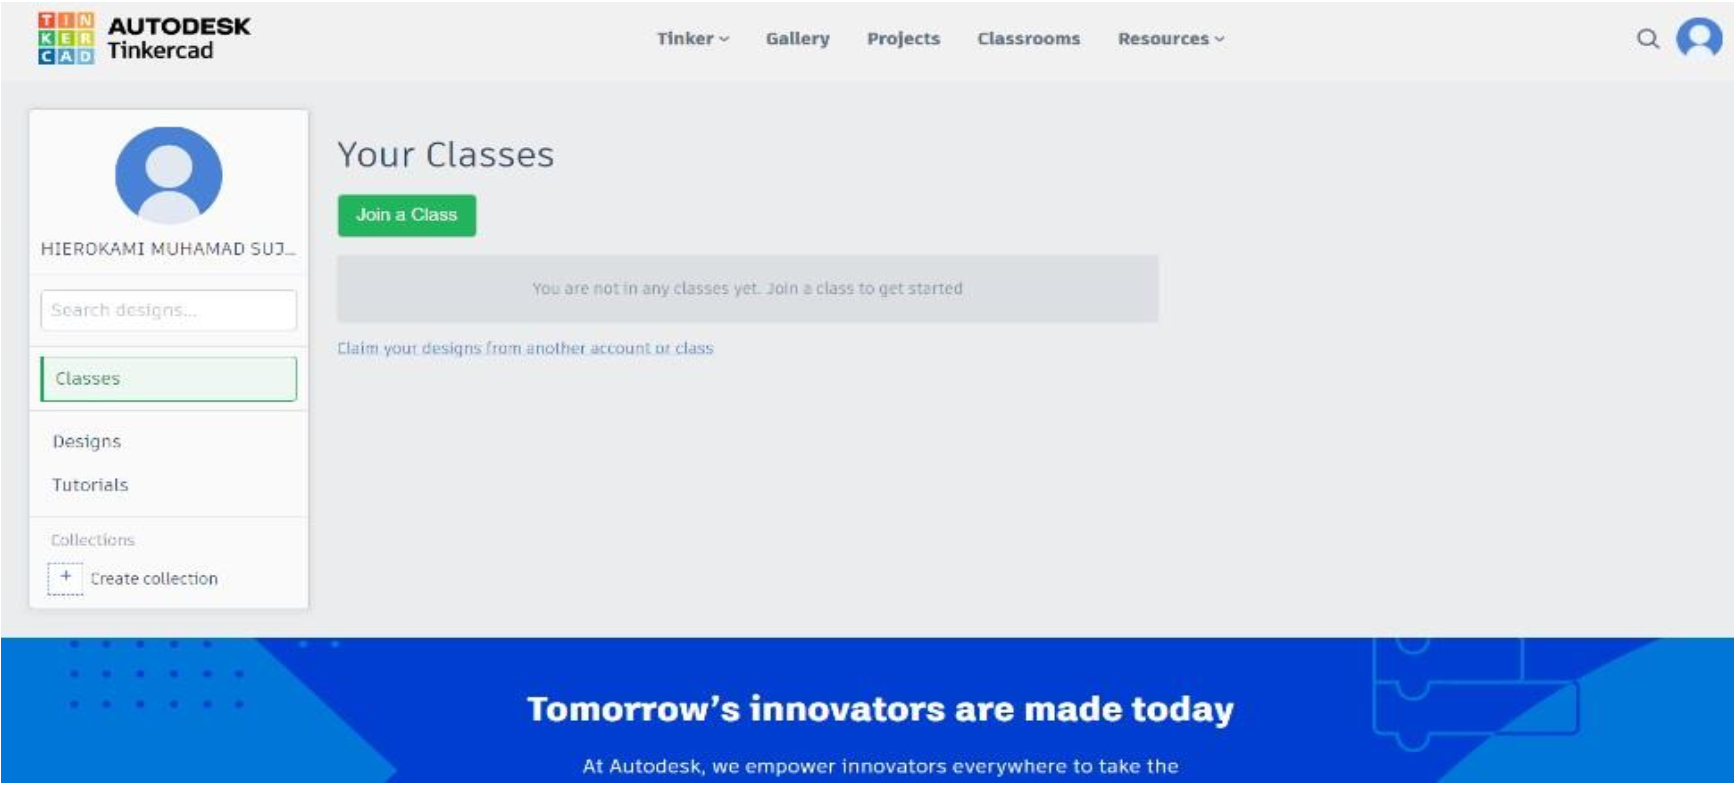 TIN
KER
CAD
AUTODESK
Tinkercad
Tinker
Gallery
Projects
Classrooms
Resources
HIEROKAMI MUHAMAD SUJ...
Search designs...
Classes
Designs
Tutorials
Collections
+ Create collection
Your Classes
Join a Class
You are not in any classes yet. Join a class to get started
Claim your designs from another account or class
Tomorrow's innovators are made today
At Autodesk, we empower innovators everywhere to take the